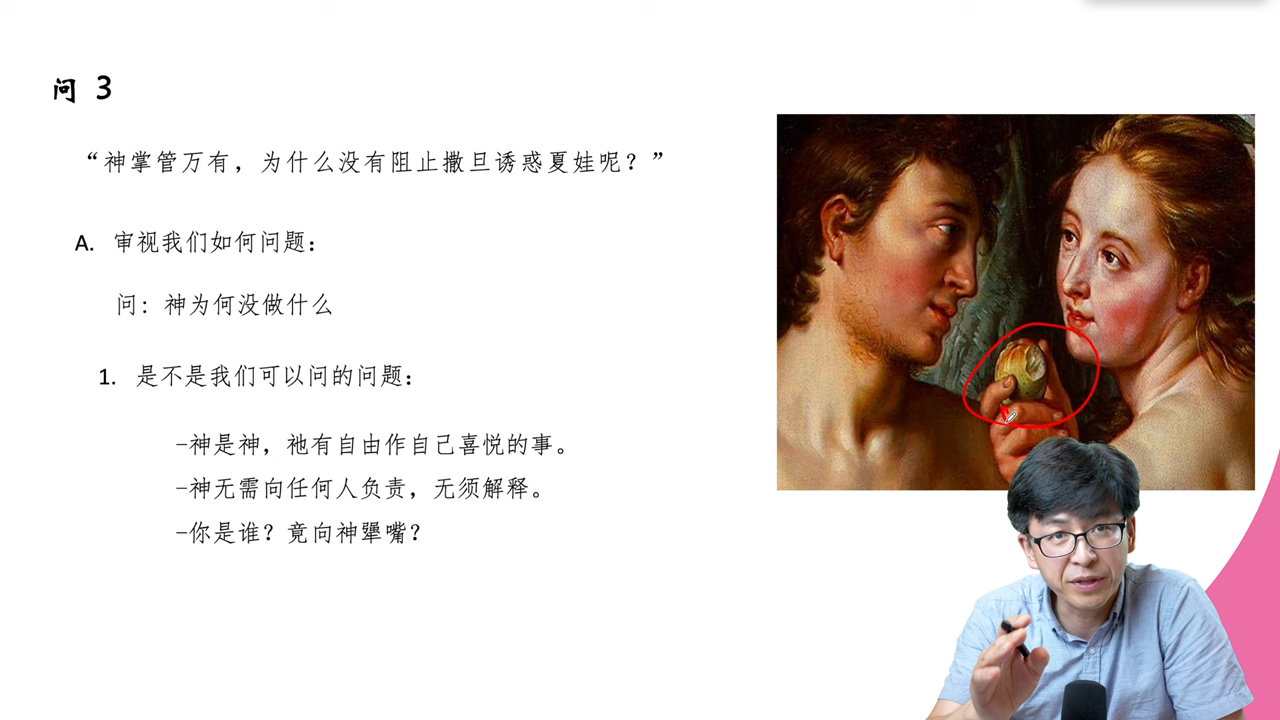 问 3
“神掌管万有，为什么没有阻止撒旦诱惑夏娃呢？”
A. 审视我们如何问题：
问：神为何没做什么
1. 是不是我们可以问的问题：
-神是神，祂有自由作自己喜悦的事。
-神无需向任何人负责，无须解释。
-你是谁？竟向神犟嘴？